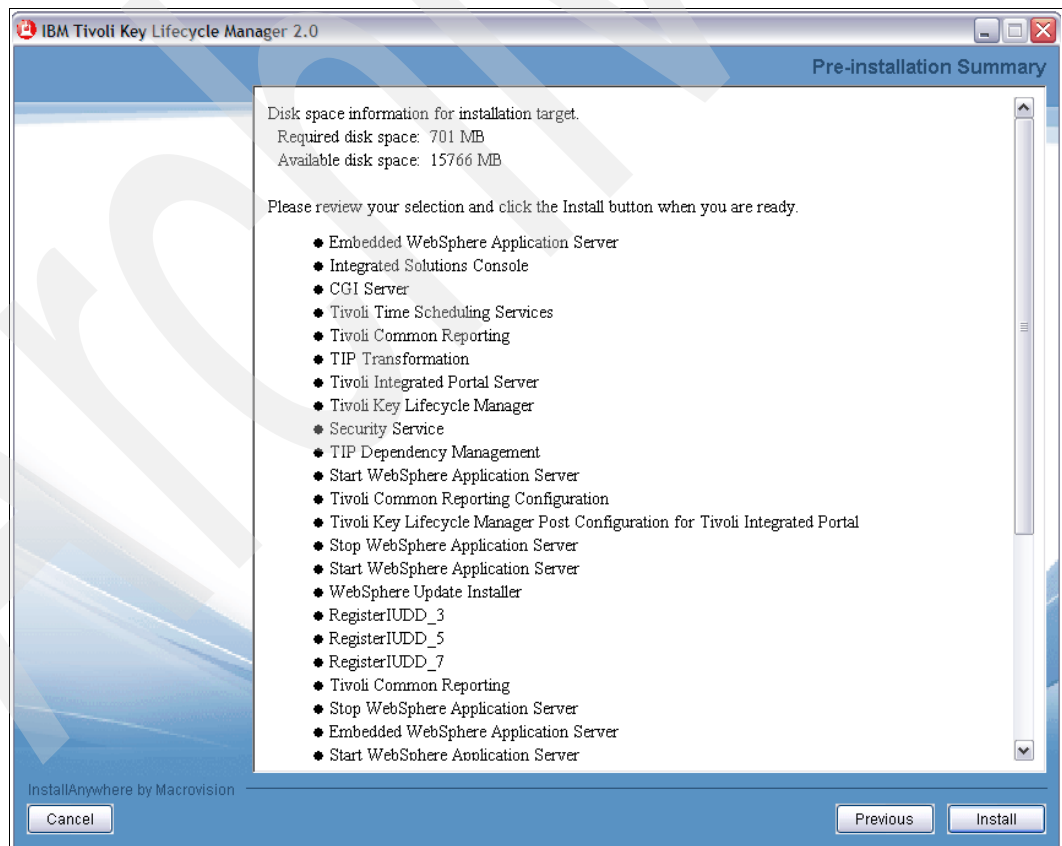 IBM Tivoli Key Lifecycle Manager 2.0
Pre-installation Summary
Disk space information for installation target.
Required disk space: 701 MB
Available disk space: 15766 MB
Please review your selection and click the Install button when you are ready.
Embedded WebSphere Application Server
Integrated Solutions Console
CGI Server
Tivoli Time Scheduling Services
Tivoli Common Reporting
TIP Transformation
Tivoli Integrated Portal Server
Tivoli Key Lifecycle Manager
Security Service
TIP Dependency Management
Start WebSphere Application Server
Tivoli Common Reporting Configuration
Tivoli Key Lifecycle Manager Post Configuration for Tivoli Integrated Portal
Stop WebSphere Application Server
Start WebSphere Application Server
WebSphere Update Installer
RegisterIUDD_3
RegisterIUDD_5
RegisterIUDD_7
Tivoli Common Reporting
Stop WebSphere Application Server
Embedded WebSphere Application Server
Start WebSphere Application Server
InstallAnywhere by Macrovision
Cancel
Previous
Install